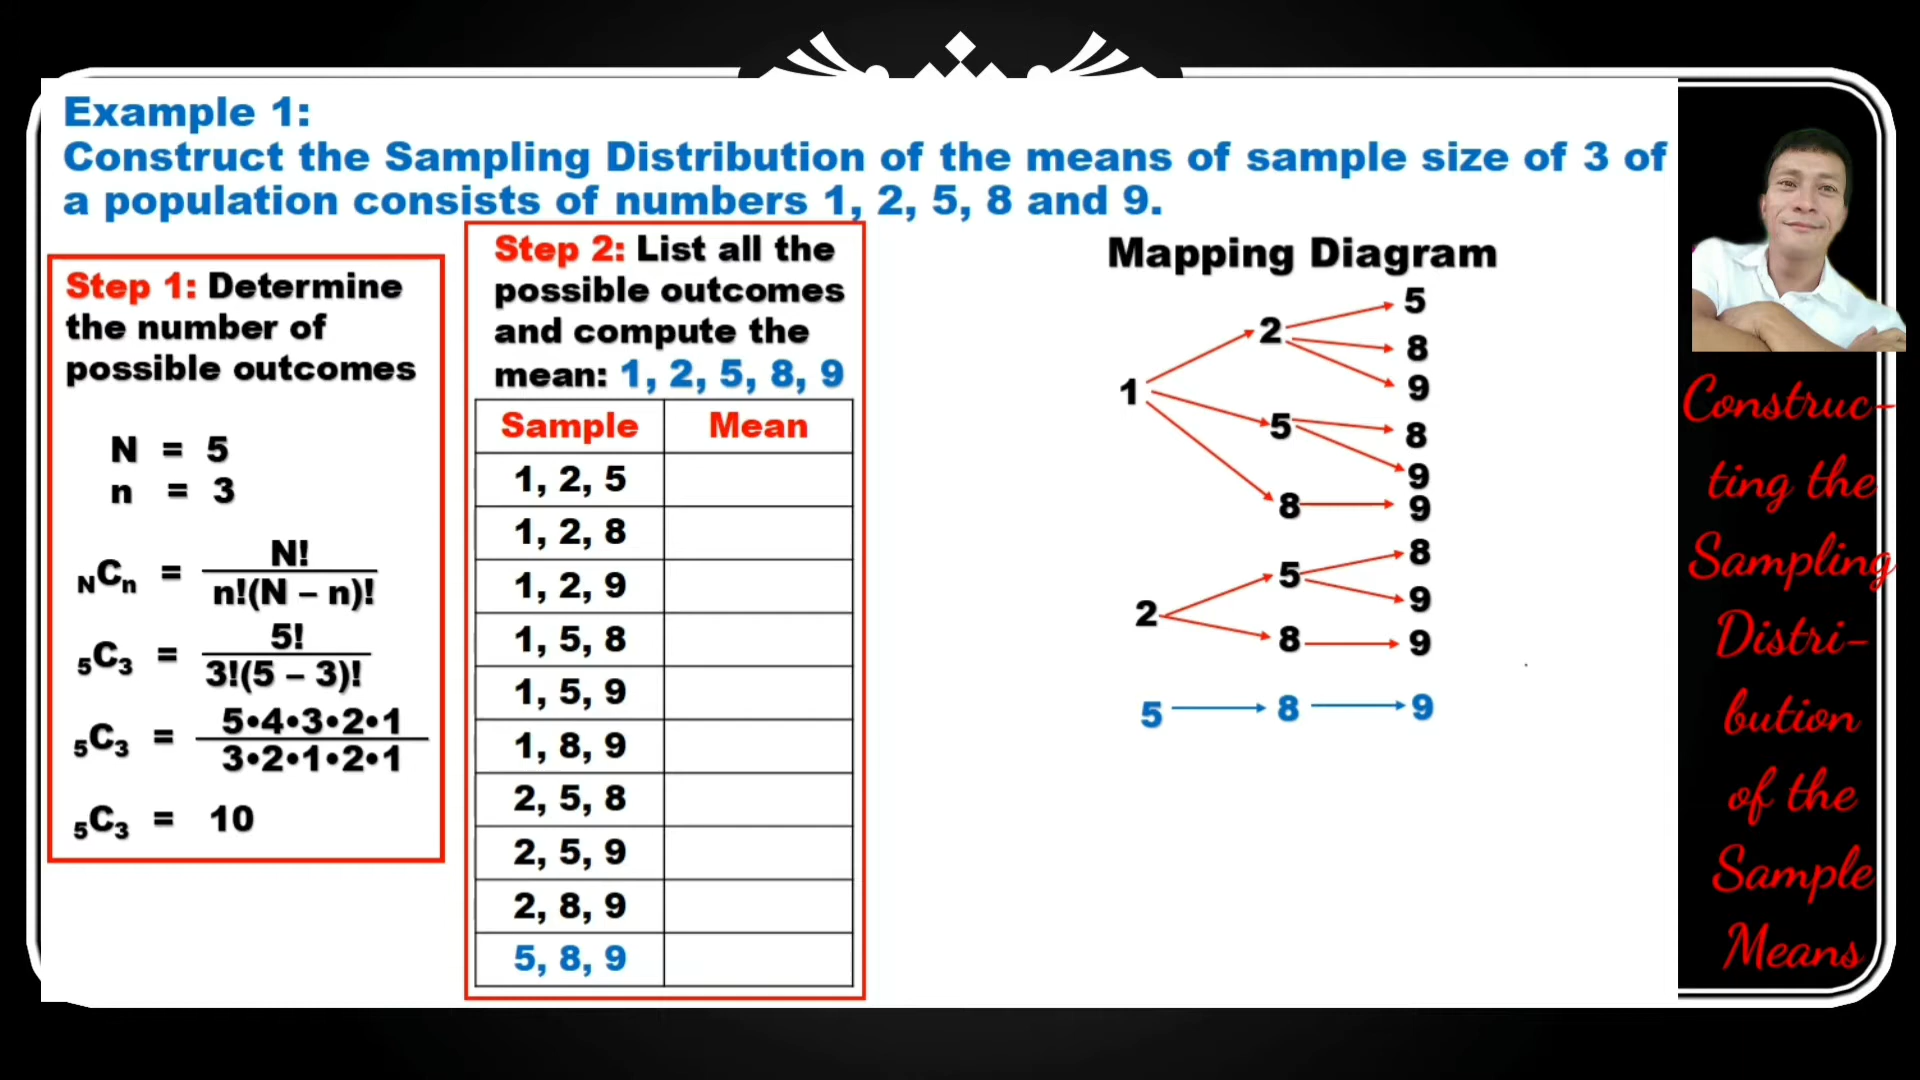 Example 1:
Construct the Sampling Distribution of the means of sample size of 3 of
a population consists of numbers 1, 2, 5, 8 and 9.
Step 1: Determine
the number of
possible outcomes
N = 5
n = 3
NCn = N!
n!(N – n)!
5C3 = 5!
3!(5 – 3)!
5C3 = 5•4•3•2•1
3•2•1•2•1
5C3 = 10
Step 2: List all the
possible outcomes
and compute the
mean: 1, 2, 5, 8, 9
Sample Mean
1, 2, 5
1, 2, 8
1, 2, 9
1, 5, 8
1, 5, 9
1, 8, 9
2, 5, 8
2, 5, 9
2, 8, 9
5, 8, 9
Mapping Diagram
5
2
8
9
1
5
8
9
8
9
8
5
9
2
8
9
5 8 9
Construc-
ting the
Sampling
Distri-
bution
of the
Sample
Means